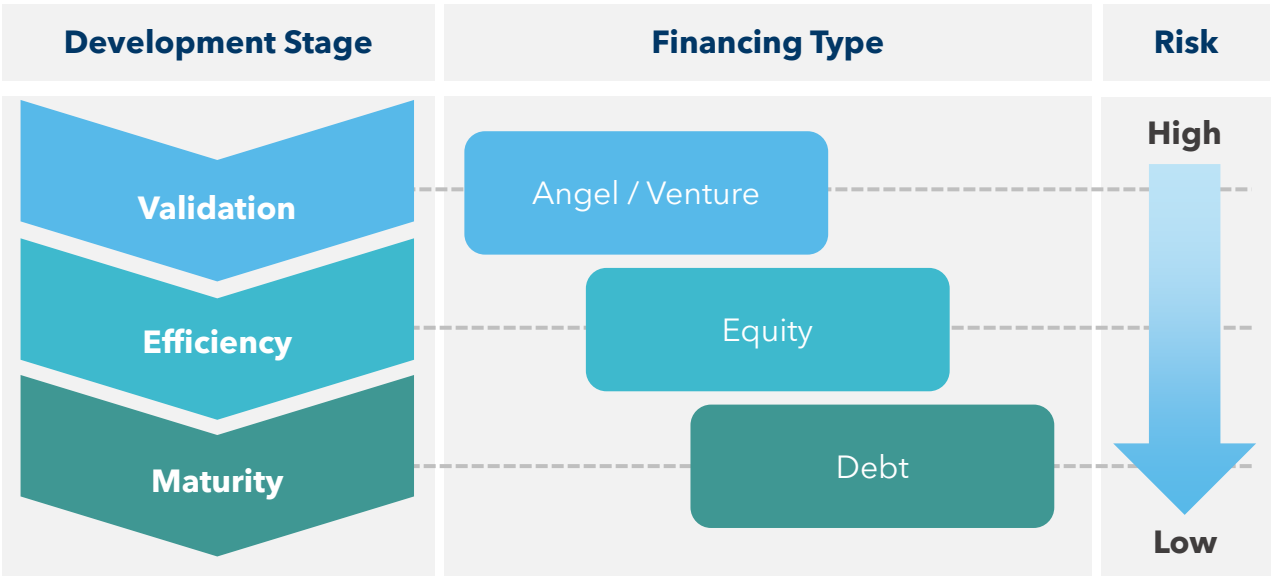 Development Stage
Financing Type
Risk
High
Validation
Angel / Venture
Efficiency
Equity
Maturity
Debt
Low